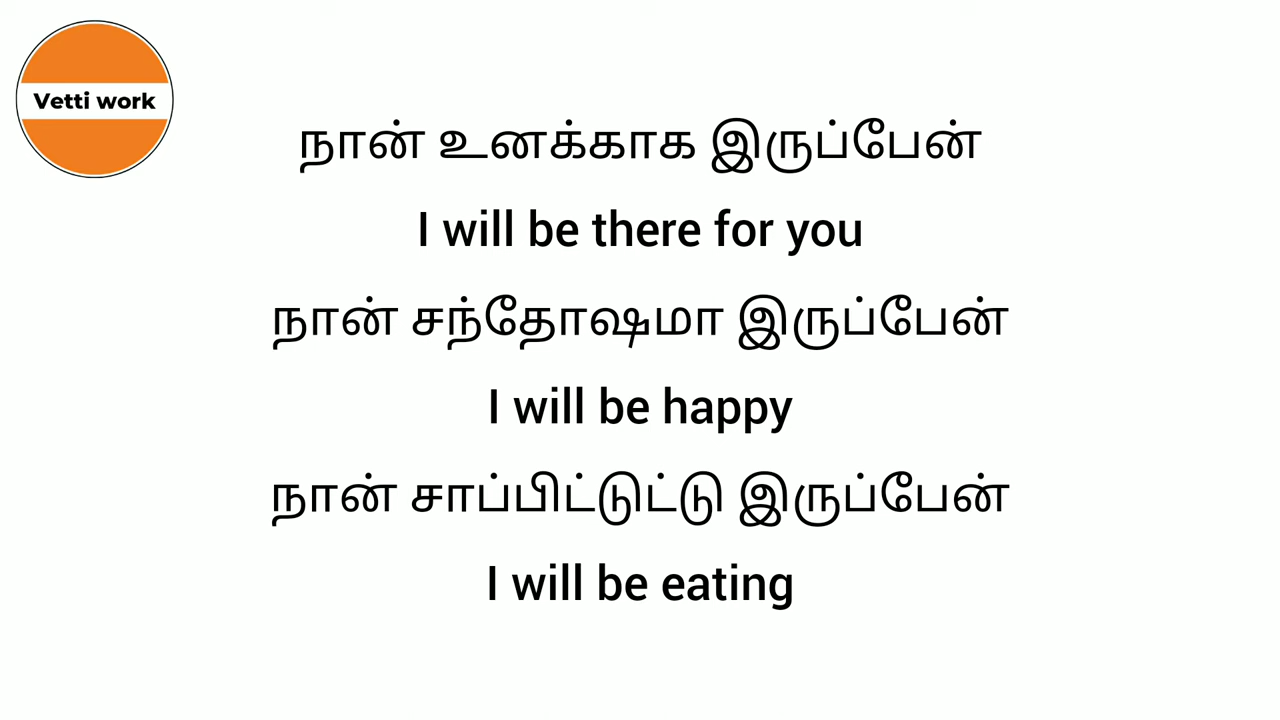 Vetti work
நான் உனக்காக இருப்பேன்
I will be there for you
நான் சந்தோஷமா இருப்பேன்
I will be happy
நான் சாப்பிட்டுட்டு இருப்பேன்
I will be eating